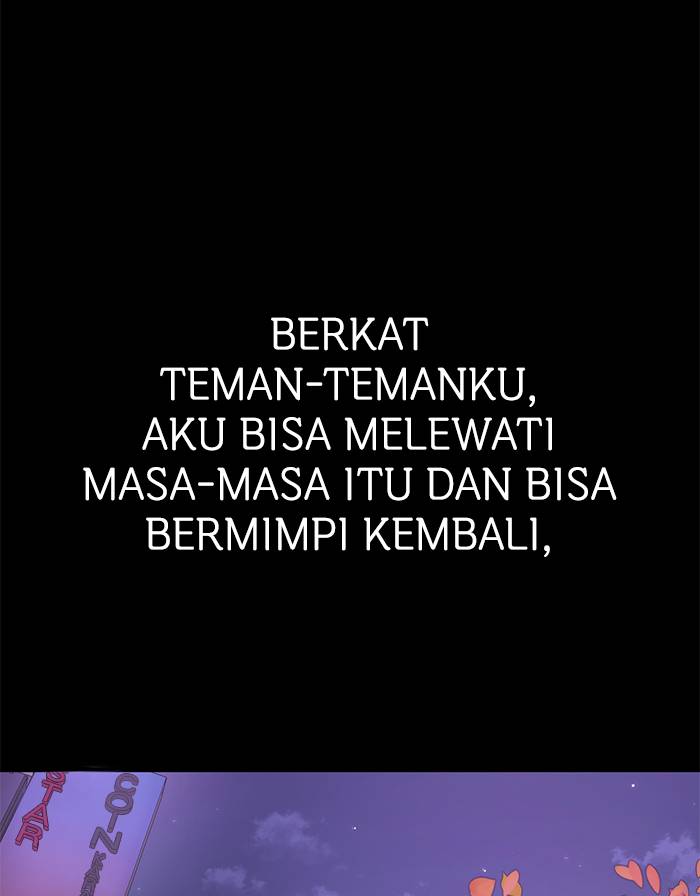 BERKAT
TEMAN-TEMANKU,
AKU BISA MELEWATI
MASA-MASA ITU DAN BISA
BERMIMPI KEMBALI,
STAR
COIN